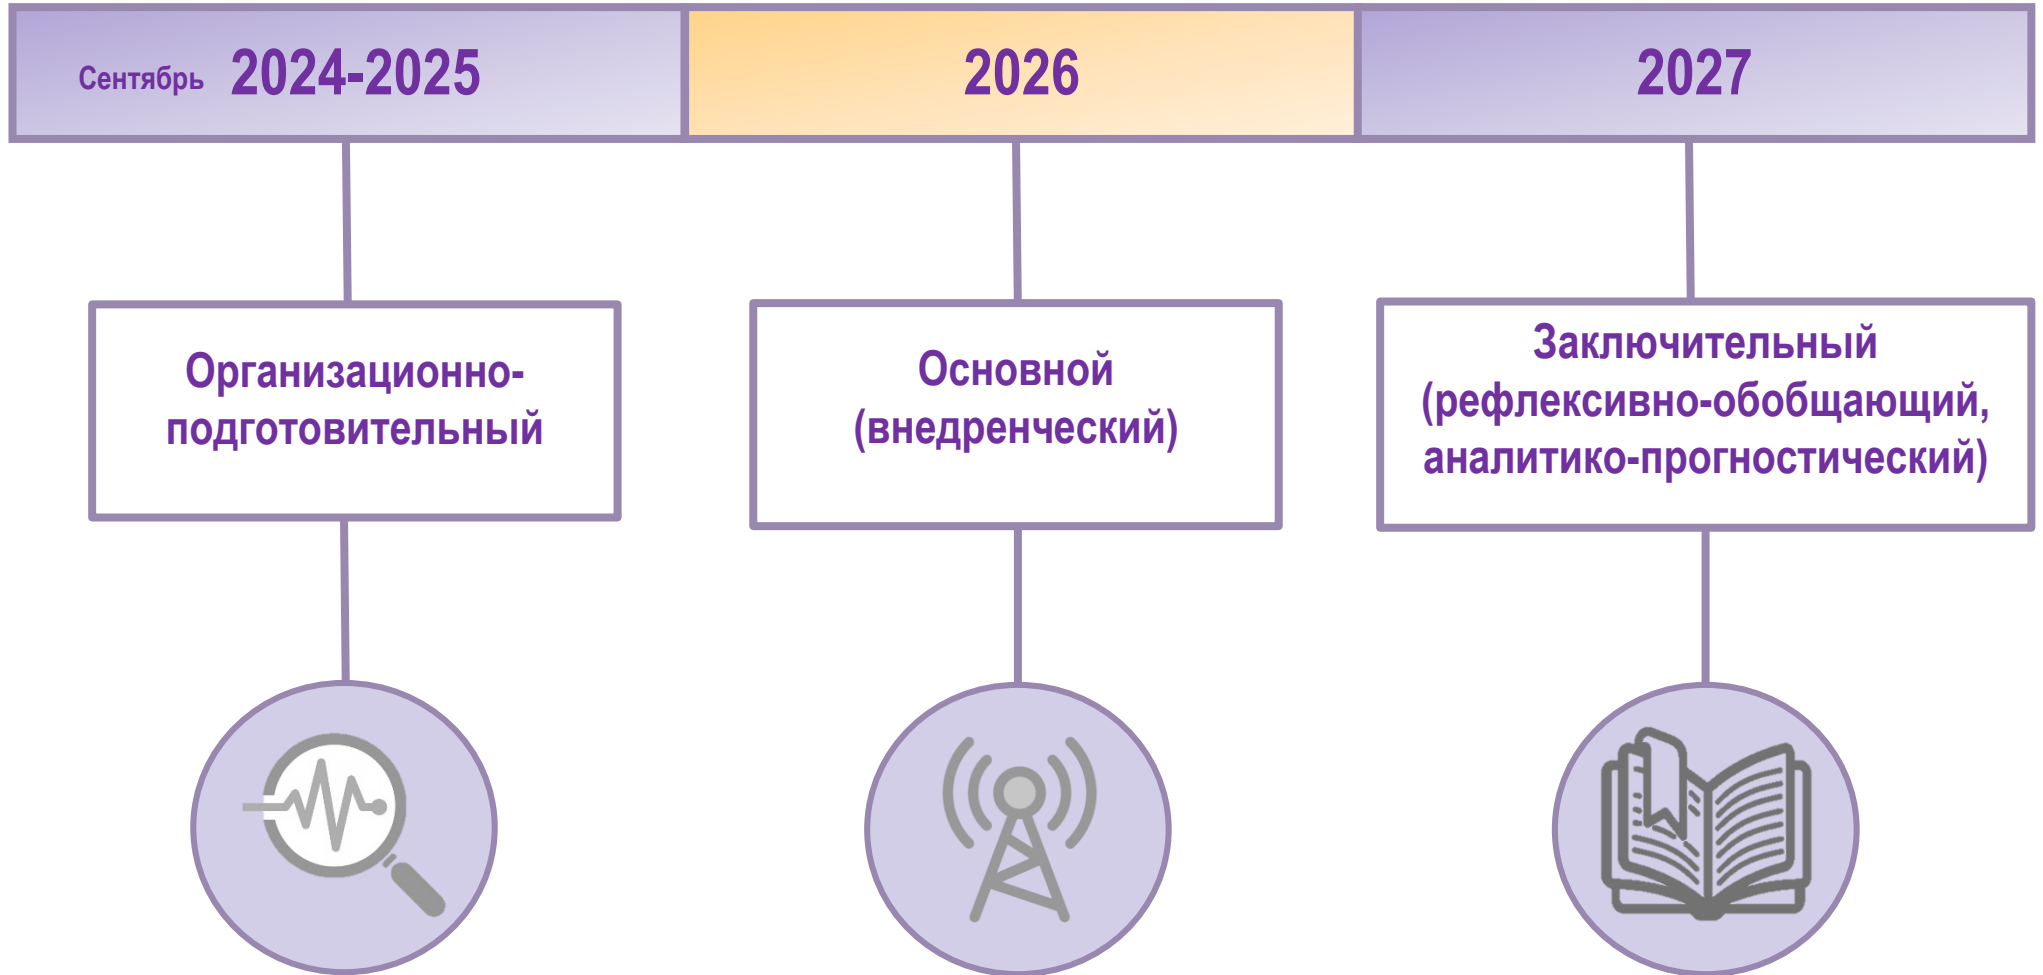 Сентябрь 2024-2025
2026
2027
Организационно-
подготовительный
Основной
(внедренческий)
Заключительный
(рефлексивно-обобщающий,
аналитико-прогностический)